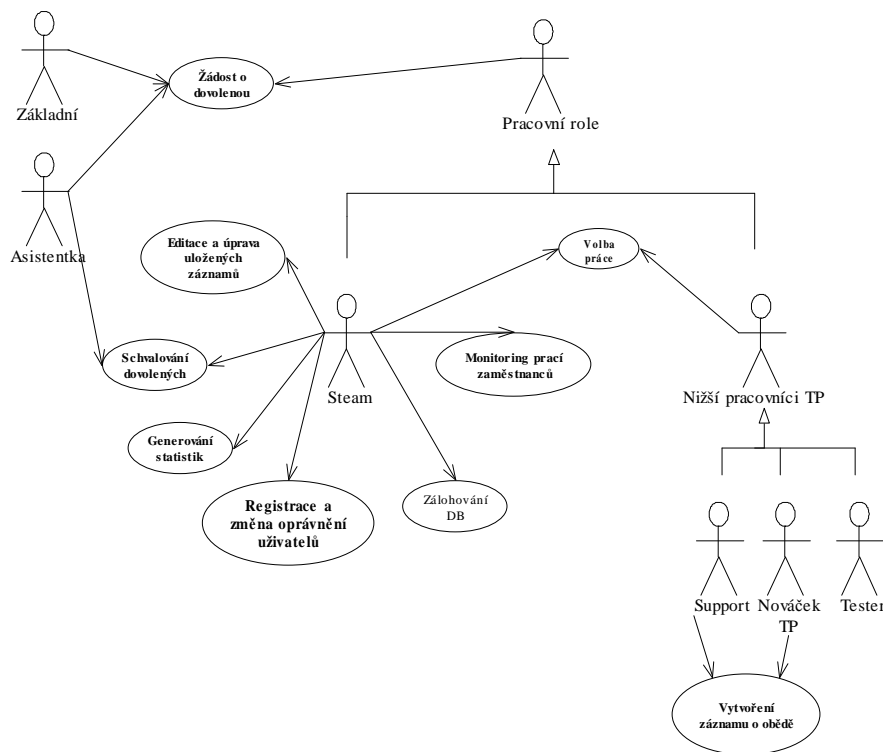 Žádost o
dovolenou
Základní
Pracovní role
Asistentka
Editace a úprava
uložených
záznamů
Volba
práce
Schvalování
dovolených
Steam
Monitoring prací
zaměstnanců
Nižší pracovníci TP
Generování
statistik
Registrace a
změna oprávnění
uživatelů
Zálohování
DB
Support
Nováček
TP
Tester
Vytvoření
záznamu o obědě